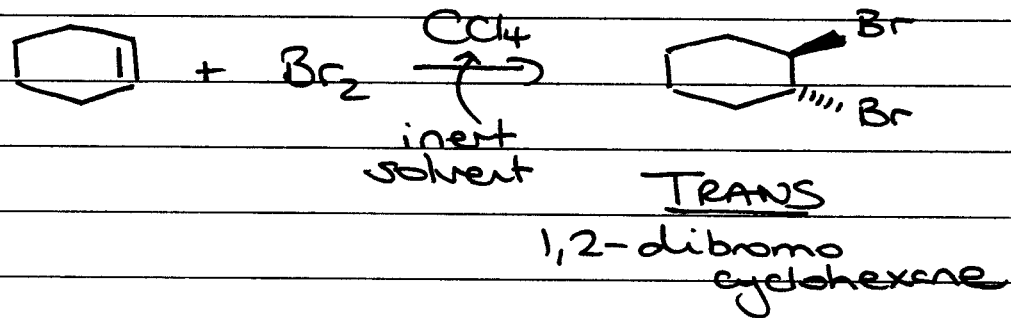 CCl4
Br
+ Br2
Br
inert
solvent
TRANS
1,2-dibromo
cyclohexane